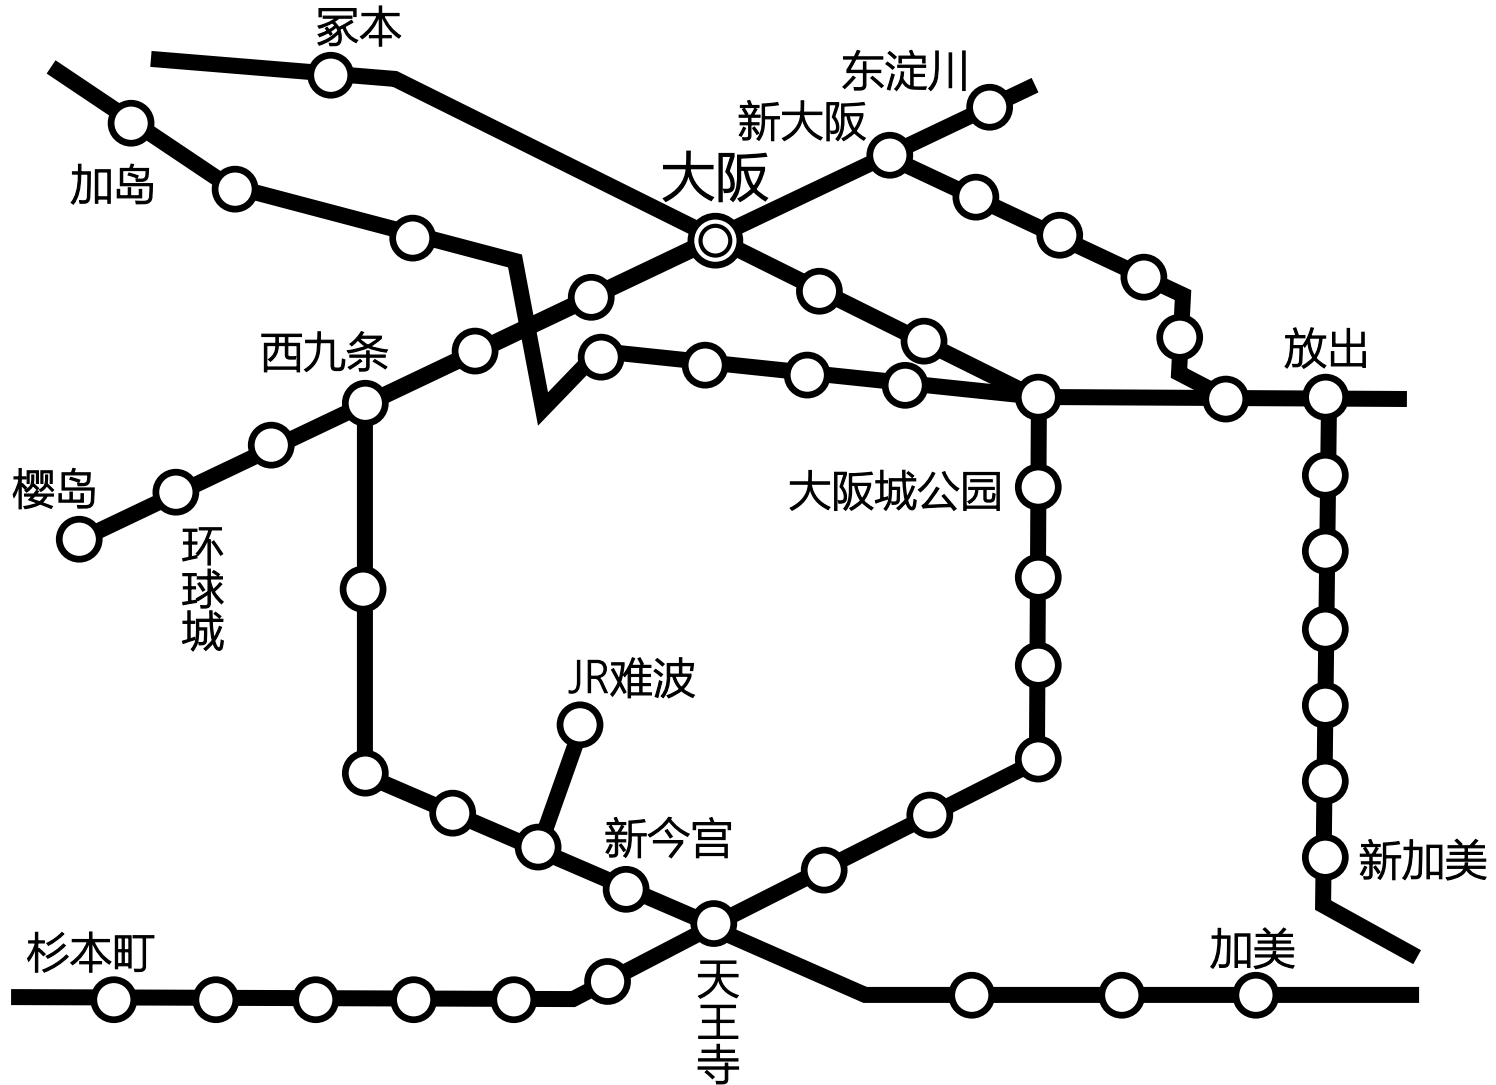 冢本
东淀川
新大阪
大阪
加岛
西九条
放出
樱岛
大阪城公园
环球城
JR难波
新今宫
新加美
杉本町
加美
天王寺